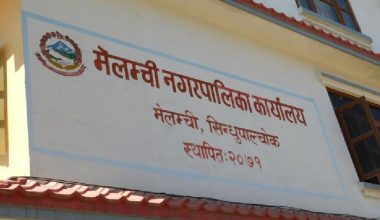 मेलम्ची नगरपालिका कार्यालय
मेलम्ची, सिन्धुपाल्चोक
स्थापित:२०७१